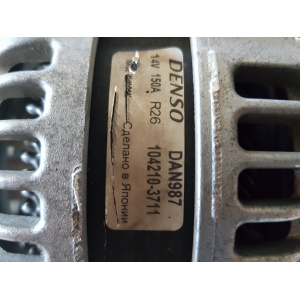 DENSO DAN987
14V 150A R26 104210-3711
Сделано в Японии